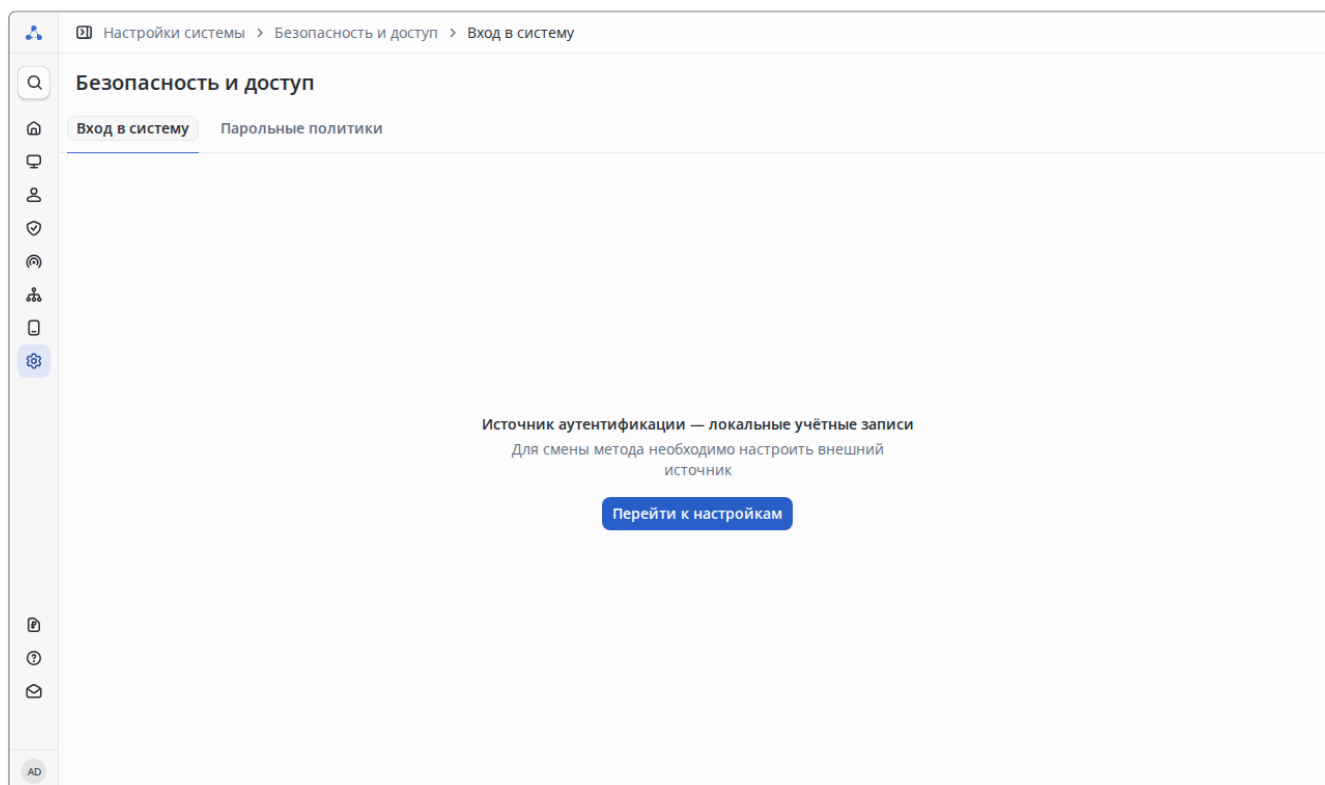 Настройки системы > Безопасность и доступ > Вход в систему
Безопасность и доступ
Вход в систему Парольные политики
Источник аутентификации — локальные учётные записи
Для смены метода необходимо настроить внешний
источник
Перейти к настройкам
AD